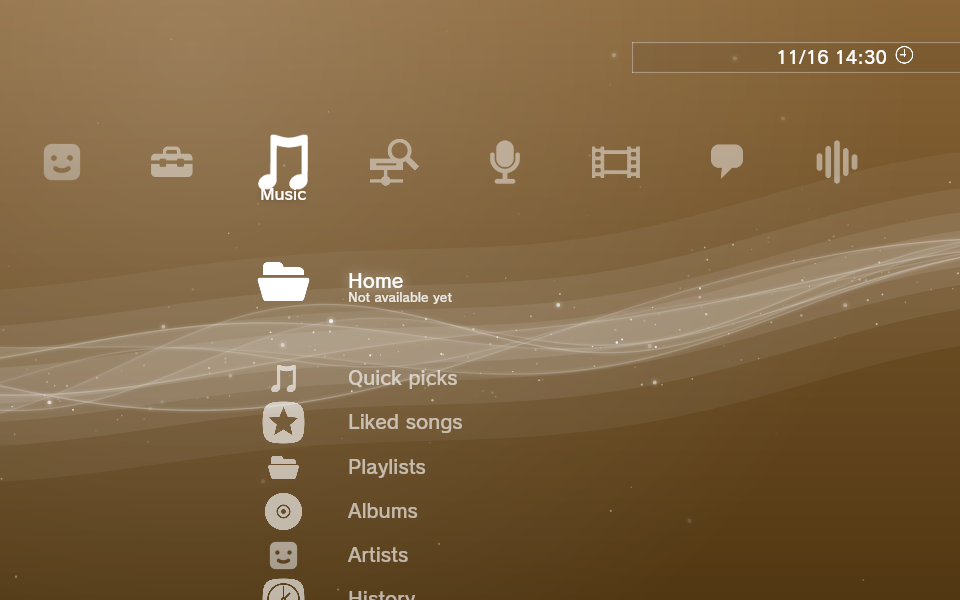 11/16 14:30
Music
Home
Not available yet
Quick picks
Liked songs
Playlists
Albums
Artists
History